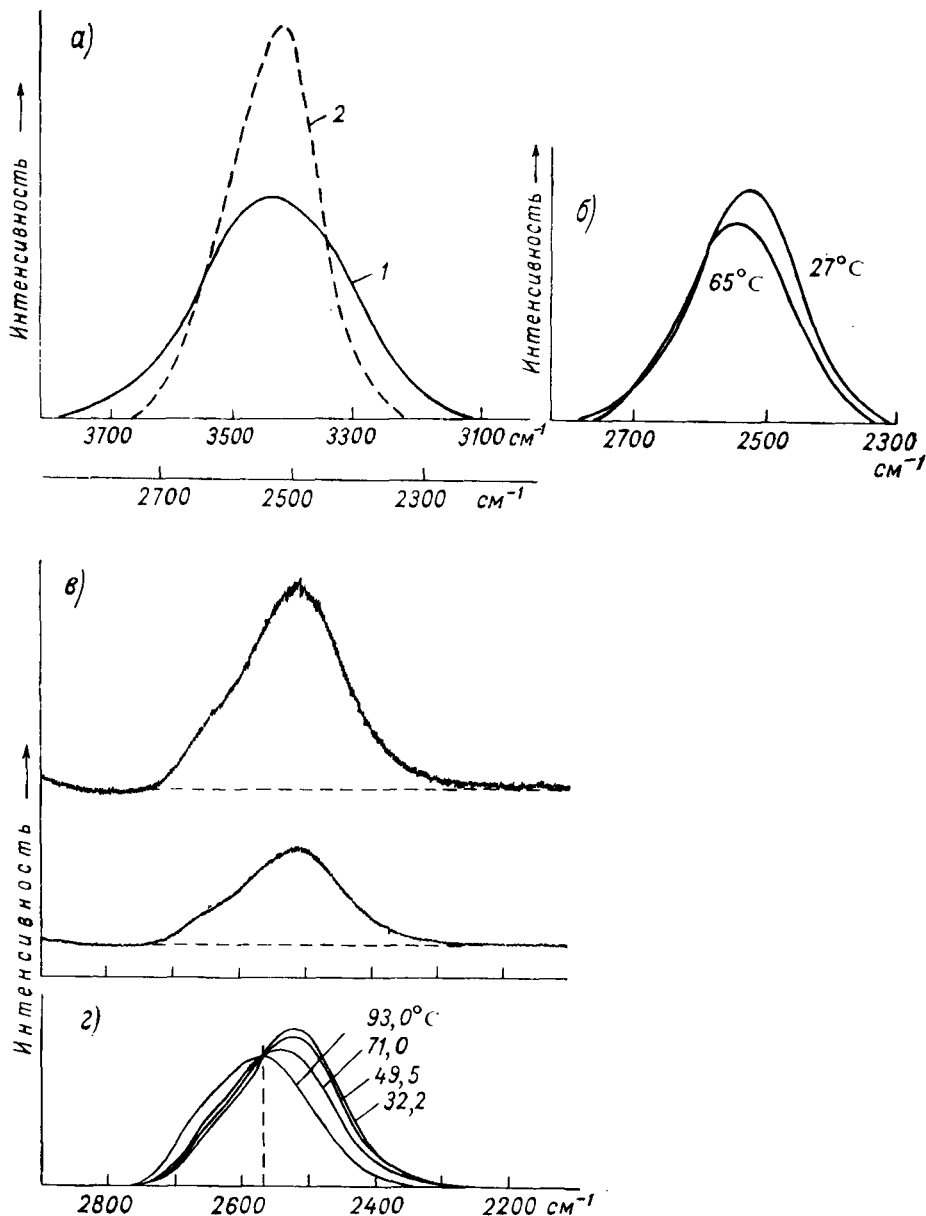 а)
Интенсивность
2
1
3700 3500 3300 3100 см⁻¹
2700 2500 2300 см⁻¹
б)
Интенсивность
27°C
65°C
2700 2500 2300
см⁻¹
в)
Интенсивность
г)
93,0°C
71,0
49,5
32,2
2800 2600 2400 2200 см⁻¹